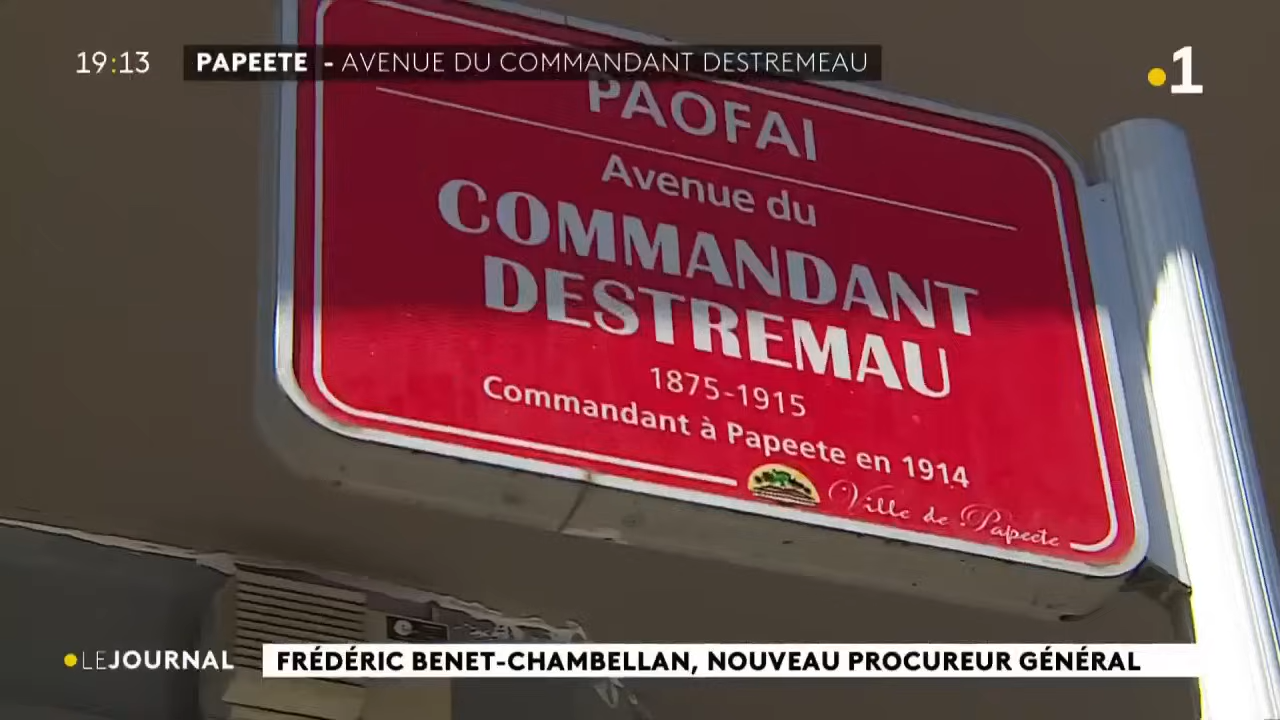 19:13
PAPEETE - AVENUE DU COMMANDANT DESTREMEAU
1
PAOFAI
Avenue du
COMMANDANT
DESTREMAU
1875-1915
Commandant à Papeete en 1914
Ville de Papeete
LEJOURNAL
FRÉDÉRIC BENET-CHAMBELLAN, NOUVEAU PROCUREUR GÉNÉRAL